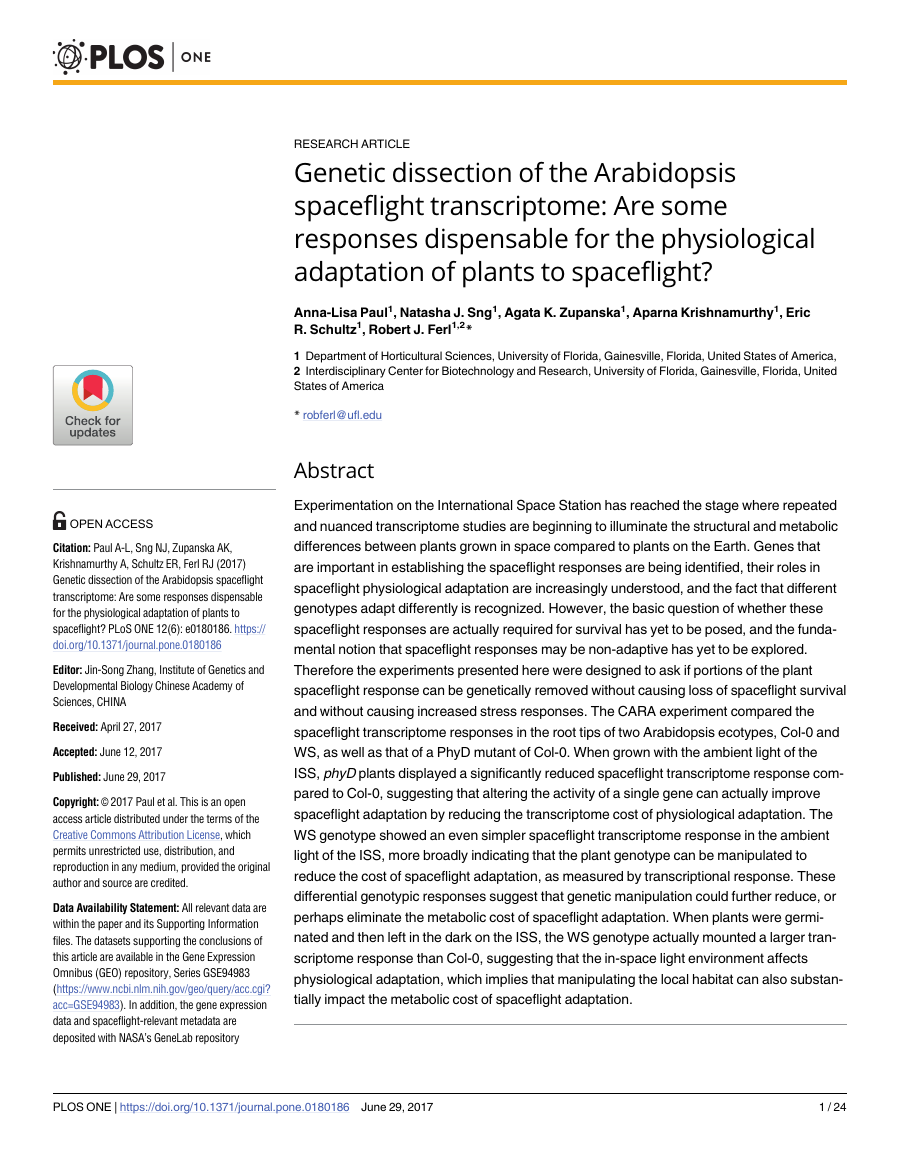 PLOS ONE
RESEARCH ARTICLE
Genetic dissection of the Arabidopsis
spaceflight transcriptome: Are some
responses dispensable for the physiological
adaptation of plants to spaceflight?
Anna-Lisa Paul1, Natasha J. Sng1, Agata K. Zupanska1, Aparna Krishnamurthy1, Eric
R. Schultz1, Robert J. Ferl1,2*
1 Department of Horticultural Sciences, University of Florida, Gainesville, Florida, United States of America,
2 Interdisciplinary Center for Biotechnology and Research, University of Florida, Gainesville, Florida, United
States of America
* robferl@ufl.edu
Check for
updates
Abstract
Experimentation on the International Space Station has reached the stage where repeated
and nuanced transcriptome studies are beginning to illuminate the structural and metabolic
differences between plants grown in space compared to plants on the Earth. Genes that
are important in establishing the spaceflight responses are being identified, their roles in
spaceflight physiological adaptation are increasingly understood, and the fact that different
genotypes adapt differently is recognized. However, the basic question of whether these
spaceflight responses are actually required for survival has yet to be posed, and the funda-
mental notion that spaceflight responses may be non-adaptive has yet to be explored.
Therefore the experiments presented here were designed to ask if portions of the plant
spaceflight response can be genetically removed without causing loss of spaceflight survival
and without causing increased stress responses. The CARA experiment compared the
spaceflight transcriptome responses in the root tips of two Arabidopsis ecotypes, Col-0 and
WS, as well as that of a PhyD mutant of Col-0. When grown with the ambient light of the
ISS, phyD plants displayed a significantly reduced spaceflight transcriptome response com-
pared to Col-0, suggesting that altering the activity of a single gene can actually improve
spaceflight adaptation by reducing the transcriptome cost of physiological adaptation. The
WS genotype showed an even simpler spaceflight transcriptome response in the ambient
light of the ISS, more broadly indicating that the plant genotype can be manipulated to
reduce the cost of spaceflight adaptation, as measured by transcriptional response. These
differential genotypic responses suggest that genetic manipulation could further reduce, or
perhaps eliminate the metabolic cost of spaceflight adaptation. When plants were germi-
nated and then left in the dark on the ISS, the WS genotype actually mounted a larger tran-
scriptome response than Col-0, suggesting that the in-space light environment affects
physiological adaptation, which implies that manipulating the local habitat can also substan-
tially impact the metabolic cost of spaceflight adaptation.
OPEN ACCESS
Citation: Paul A-L, Sng NJ, Zupanska AK,
Krishnamurthy A, Schultz ER, Ferl RJ (2017)
Genetic dissection of the Arabidopsis spaceflight
transcriptome: Are some responses dispensable
for the physiological adaptation of plants to
spaceflight? PLoS ONE 12(6): e0180186. https://
doi.org/10.1371/journal.pone.0180186
Editor: Jin-Song Zhang, Institute of Genetics and
Developmental Biology Chinese Academy of
Sciences, CHINA
Received: April 27, 2017
Accepted: June 12, 2017
Published: June 29, 2017
Copyright: © 2017 Paul et al. This is an open
access article distributed under the terms of the
Creative Commons Attribution License, which
permits unrestricted use, distribution, and
reproduction in any medium, provided the original
author and source are credited.
Data Availability Statement: All relevant data are
within the paper and its Supporting Information
files. The datasets supporting the conclusions of
this article are available in the Gene Expression
Omnibus (GEO) repository, Series GSE94983
(https://www.ncbi.nlm.nih.gov/geo/query/acc.cgi?
acc=GSE94983). In addition, the gene expression
data and spaceflight-relevant metadata are
deposited with NASA's GeneLab repository
PLOS ONE | https://doi.org/10.1371/journal.pone.0180186 June 29, 2017
1 / 24